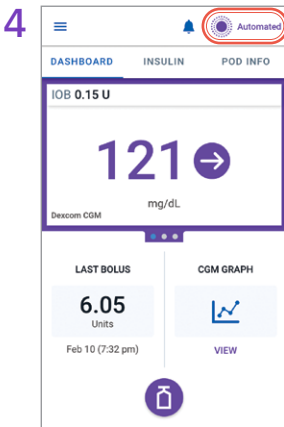 4
Automated
DASHBOARD INSULIN POD INFO
IOB 0.15 U
121
mg/dL
Dexcom CGM
LAST BOLUS CGM GRAPH
6.05
Units
Feb 10 (7:32 pm) VIEW